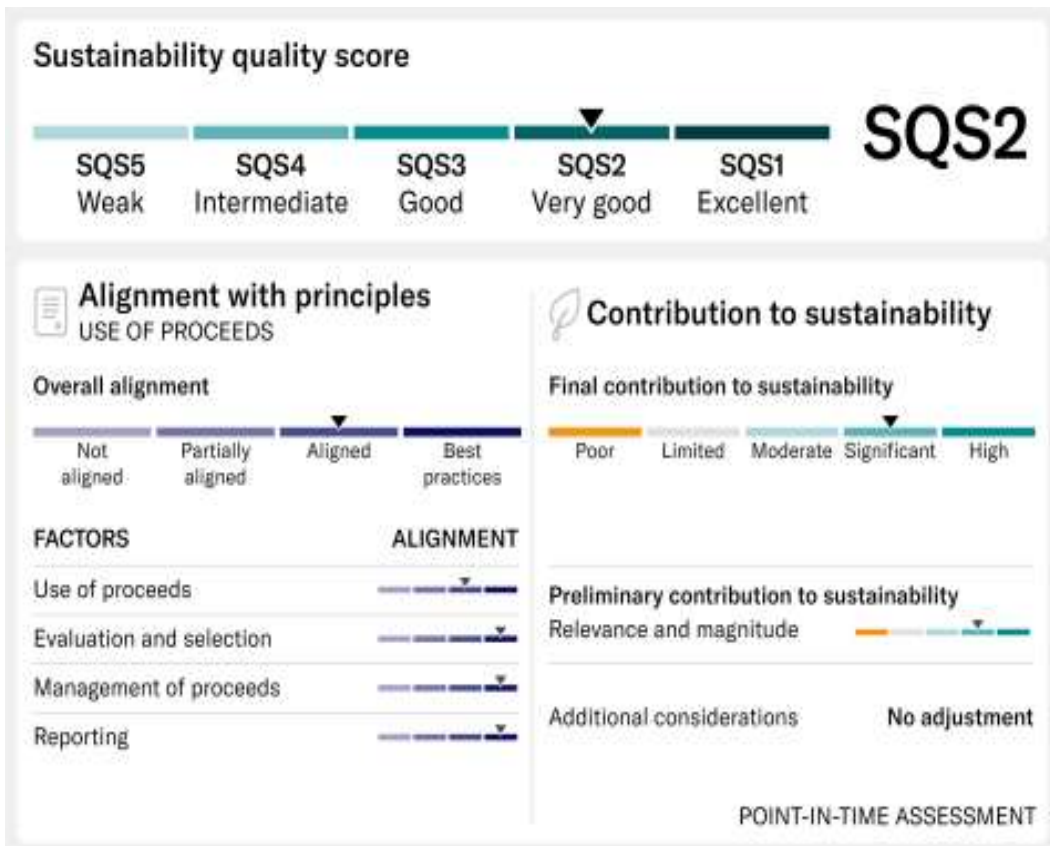 Sustainability quality score
SQS2
SQS5 SQS4 SQS3 SQS2 SQS1
Weak Intermediate Good Very good Excellent
Alignment with principles
USE OF PROCEEDS
Overall alignment
Not aligned
Partially aligned
Aligned
Best practices
FACTORS ALIGNMENT
Use of proceeds
Evaluation and selection
Management of proceeds
Reporting
Contribution to sustainability
Final contribution to sustainability
Poor Limited Moderate Significant High
Preliminary contribution to sustainability
Relevance and magnitude
Additional considerations No adjustment
POINT-IN-TIME ASSESSMENT